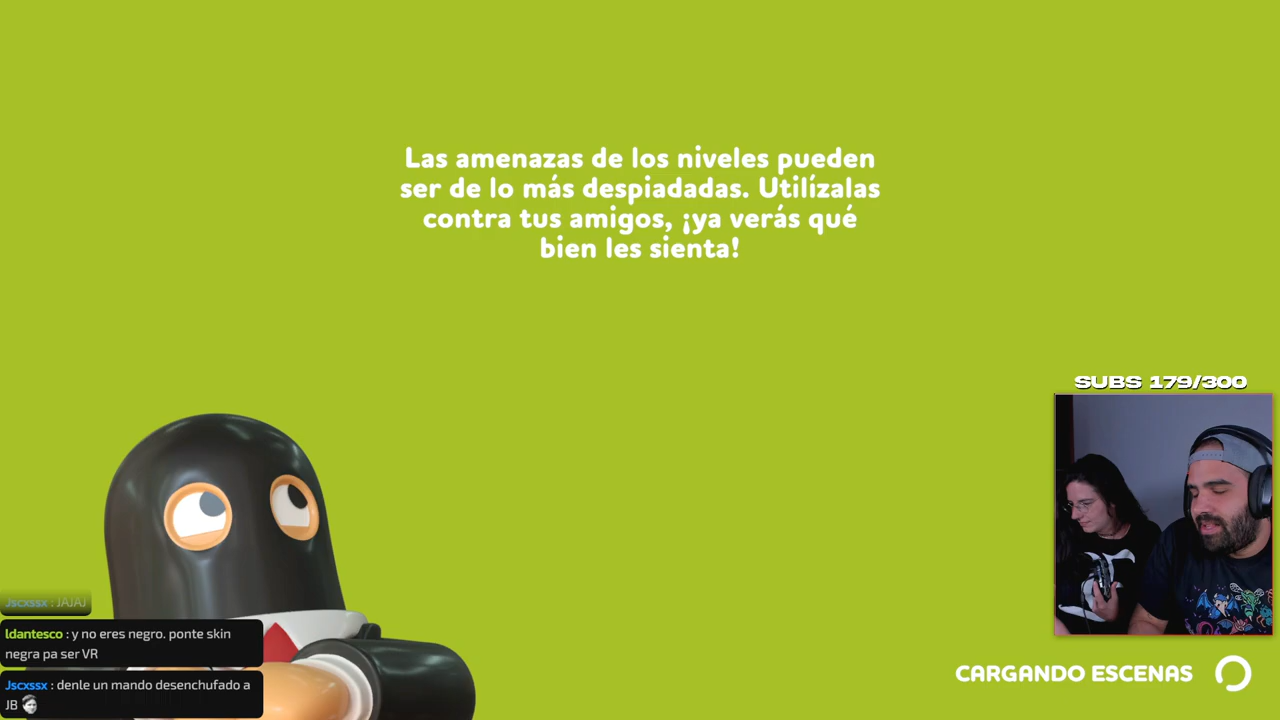 Las amenazas de los niveles pueden
ser de lo más despiadadas. Utilízalas
contra tus amigos, ¡ya verás qué
bien les sienta!
SUBS 179/300
Jscxssx : JAJAJ
ldantesco : y no eres negro. ponte skin
negra pa ser VR
Jscxssx : denle un mando desenchufado a
JB
CARGANDO ESCENAS